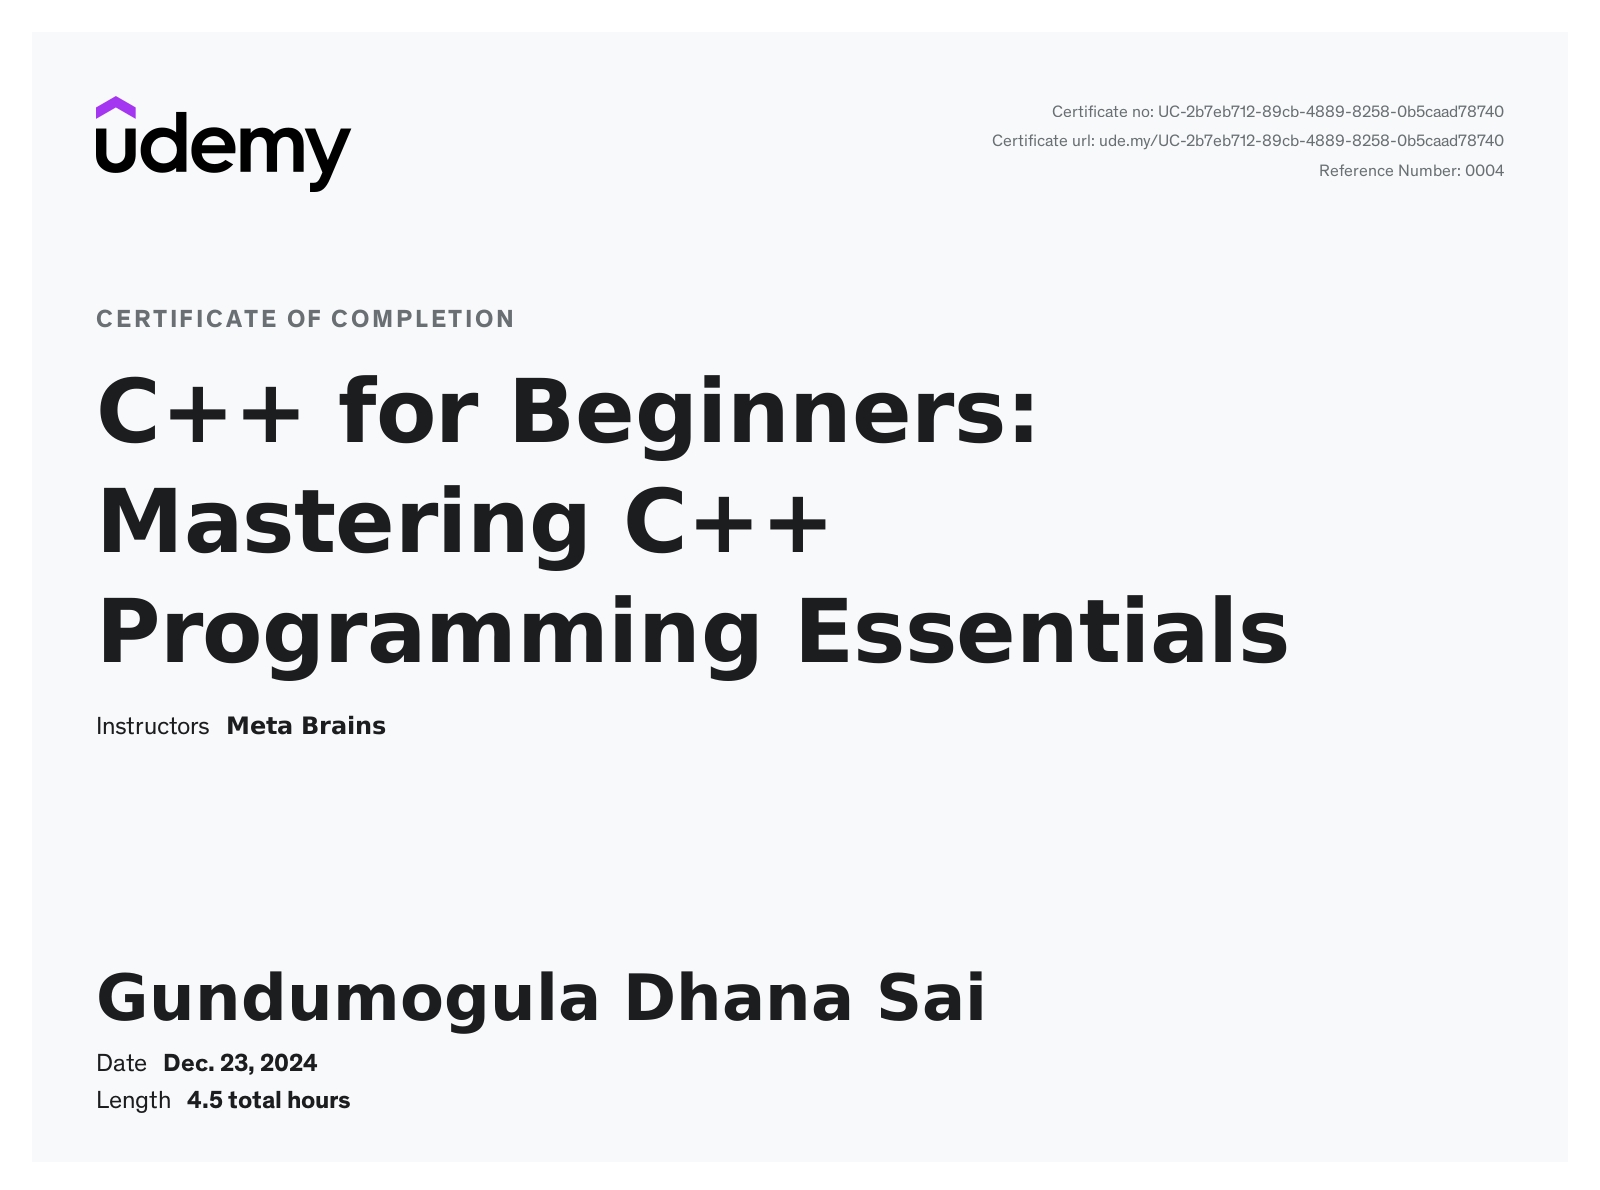 udemy
Certificate no: UC-2b7eb712-89cb-4889-8258-0b5caad78740
Certificate url: ude.my/UC-2b7eb712-89cb-4889-8258-0b5caad78740
Reference Number: 0004
CERTIFICATE OF COMPLETION
C++ for Beginners:
Mastering C++
Programming Essentials
Instructors Meta Brains
Gundumogula Dhana Sai
Date Dec. 23, 2024
Length 4.5 total hours